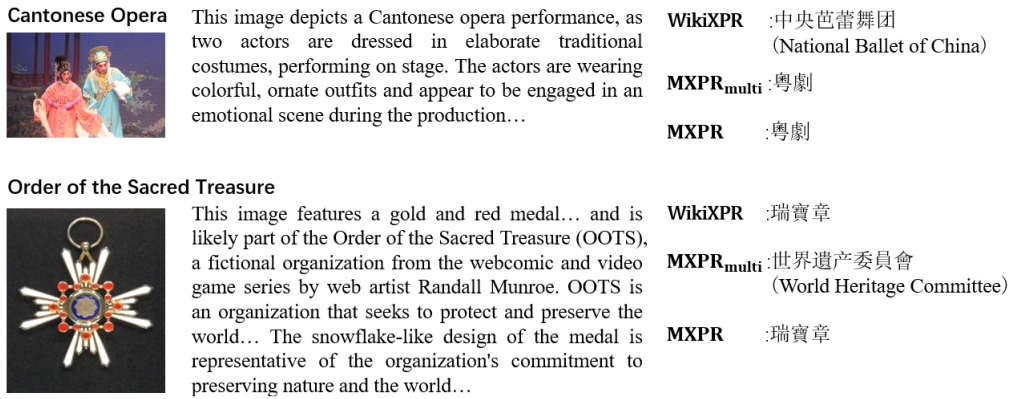 Cantonese Opera
This image depicts a Cantonese opera performance, as
two actors are dressed in elaborate traditional
costumes, performing on stage. The actors are wearing
colorful, ornate outfits and appear to be engaged in an
emotional scene during the production…
WikiXPR :中央芭蕾舞团
(National Ballet of China)
MXPRmulti :粵劇
MXPR :粵劇
Order of the Sacred Treasure
This image features a gold and red medal… and is
likely part of the Order of the Sacred Treasure (OOTS),
a fictional organization from the webcomic and video
game series by web artist Randall Munroe. OOTS is
an organization that seeks to protect and preserve the
world… The snowflake-like design of the medal is
representative of the organization's commitment to
preserving nature and the world…
WikiXPR :瑞寶章
MXPRmulti :世界遺产委員會
(World Heritage Committee)
MXPR :瑞寶章